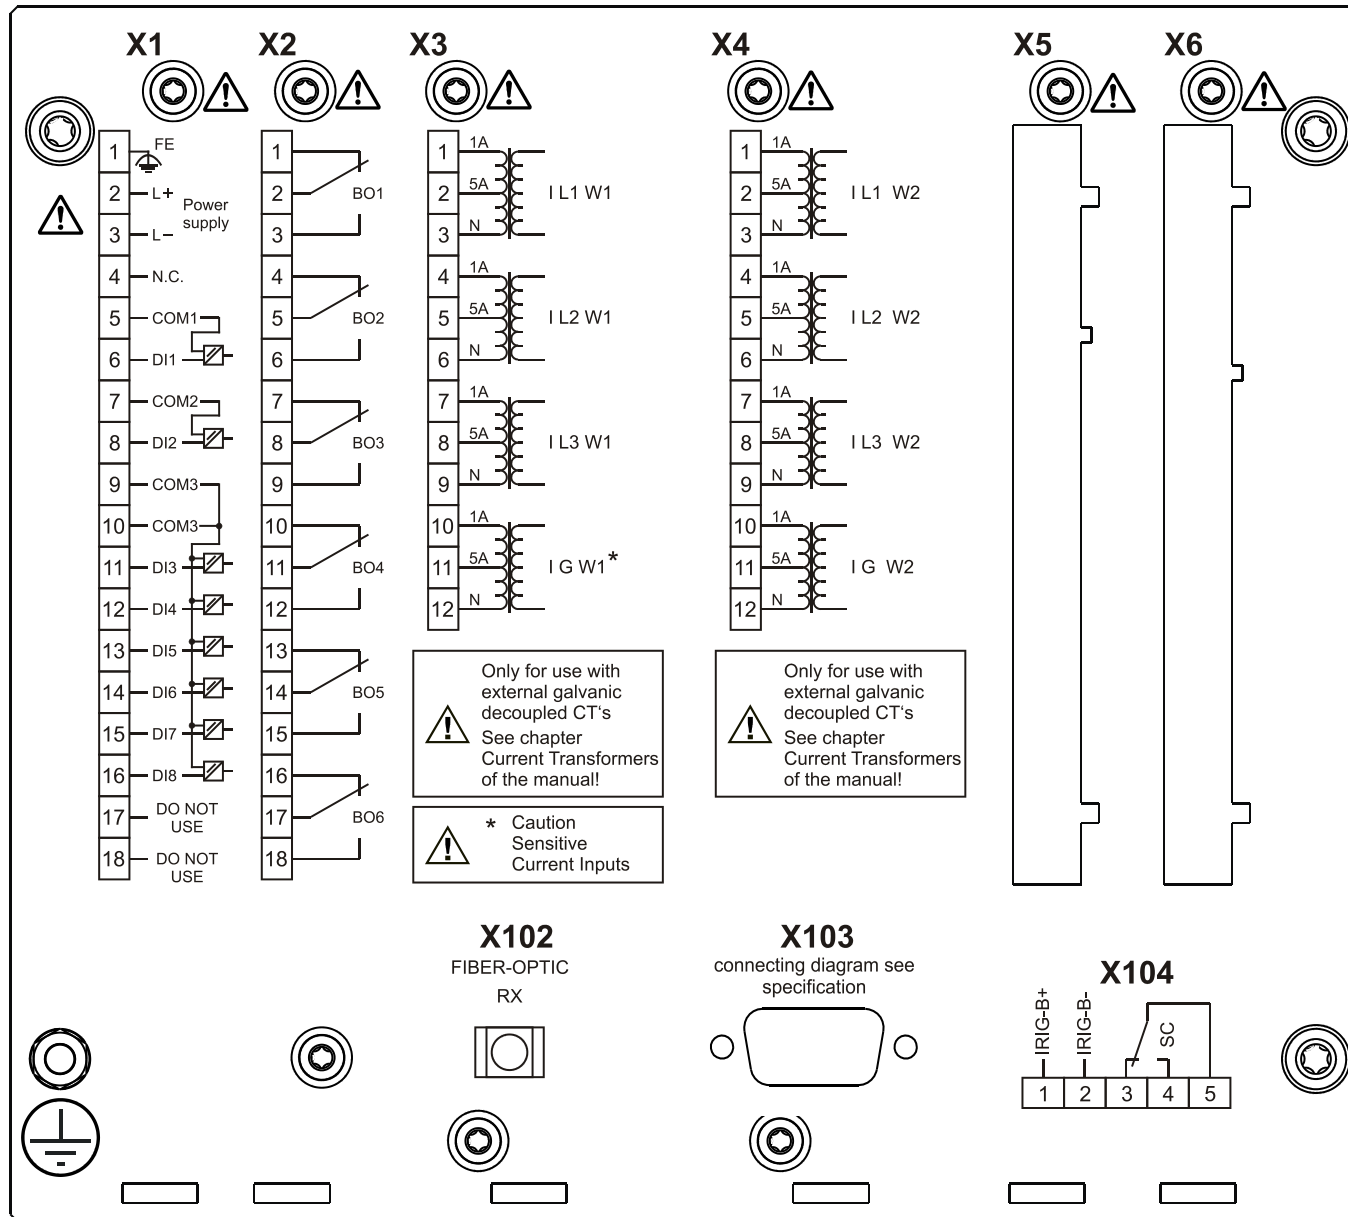 X1
X2
X3
X4
X5
X6
1 FE
2 L+
Power
supply
3 L−
4 N.C.
5 COM1
6 DI1
7 COM2
8 DI2
9 COM3
10 COM3
11 DI3
12 DI4
13 DI5
14 DI6
15 DI7
16 DI8
17 DO NOT
USE
18 DO NOT
USE
1
2 BO1
3
4
5 BO2
6
7
8 BO3
9
10
11 BO4
12
13
14 BO5
15
16
17 BO6
18
1 1A
2 5A I L1 W1
3 N
4 1A
5 5A I L2 W1
6 N
7 1A
8 5A I L3 W1
9 N
10 1A
11 5A I G W1*
12 N
Only for use with
external galvanic
decoupled CT's
See chapter
Current Transformers
of the manual!
* Caution
Sensitive
Current Inputs
1 1A
2 5A I L1 W2
3 N
4 1A
5 5A I L2 W2
6 N
7 1A
8 5A I L3 W2
9 N
10 1A
11 5A I G W2
12 N
Only for use with
external galvanic
decoupled CT's
See chapter
Current Transformers
of the manual!
X102
FIBER-OPTIC
RX
X103
connecting diagram see
specification
X104
IRIG-B+
IRIG-B-
SC
1 2 3 4 5